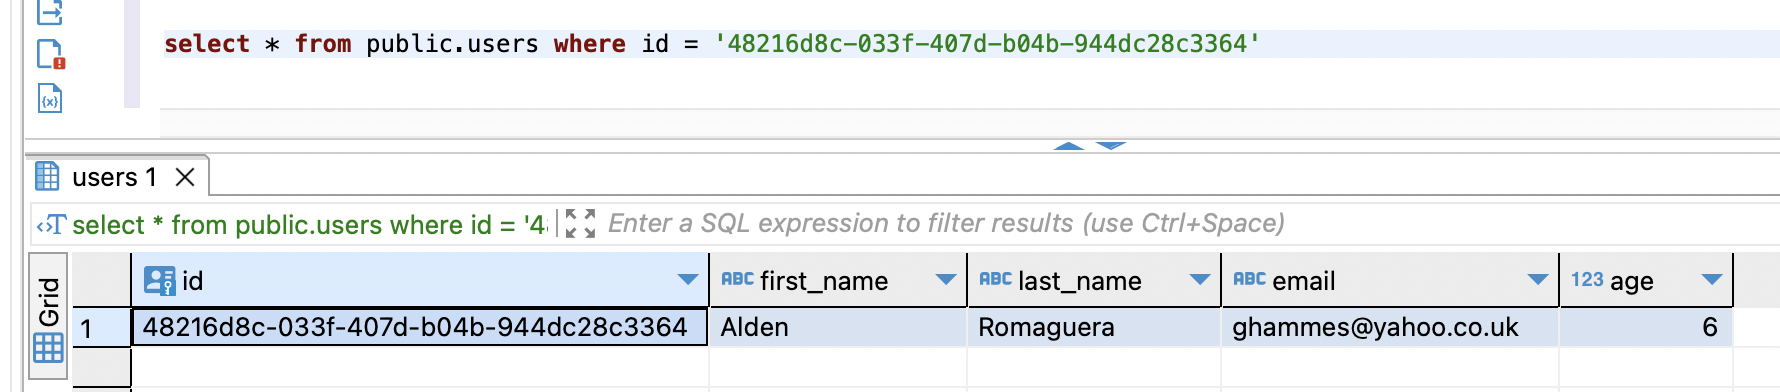 select * from public.users where id = '48216d8c-033f-407d-b04b-944dc28c3364'
users 1
select * from public.users where id = '4 Enter a SQL expression to filter results (use Ctrl+Space)
Grid
id ABC first_name ABC last_name ABC email 123 age
1 48216d8c-033f-407d-b04b-944dc28c3364 Alden Romaguera ghammes@yahoo.co.uk 6